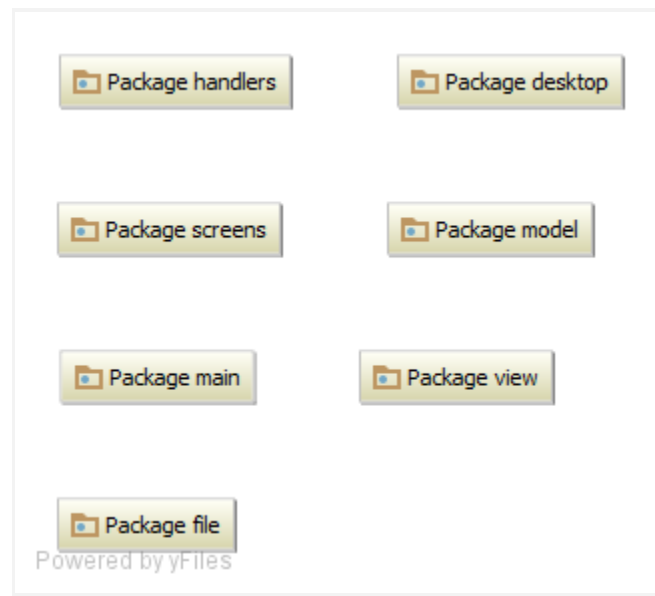 Package handlers
Package desktop
Package screens
Package model
Package main
Package view
Package file
Powered by yFiles